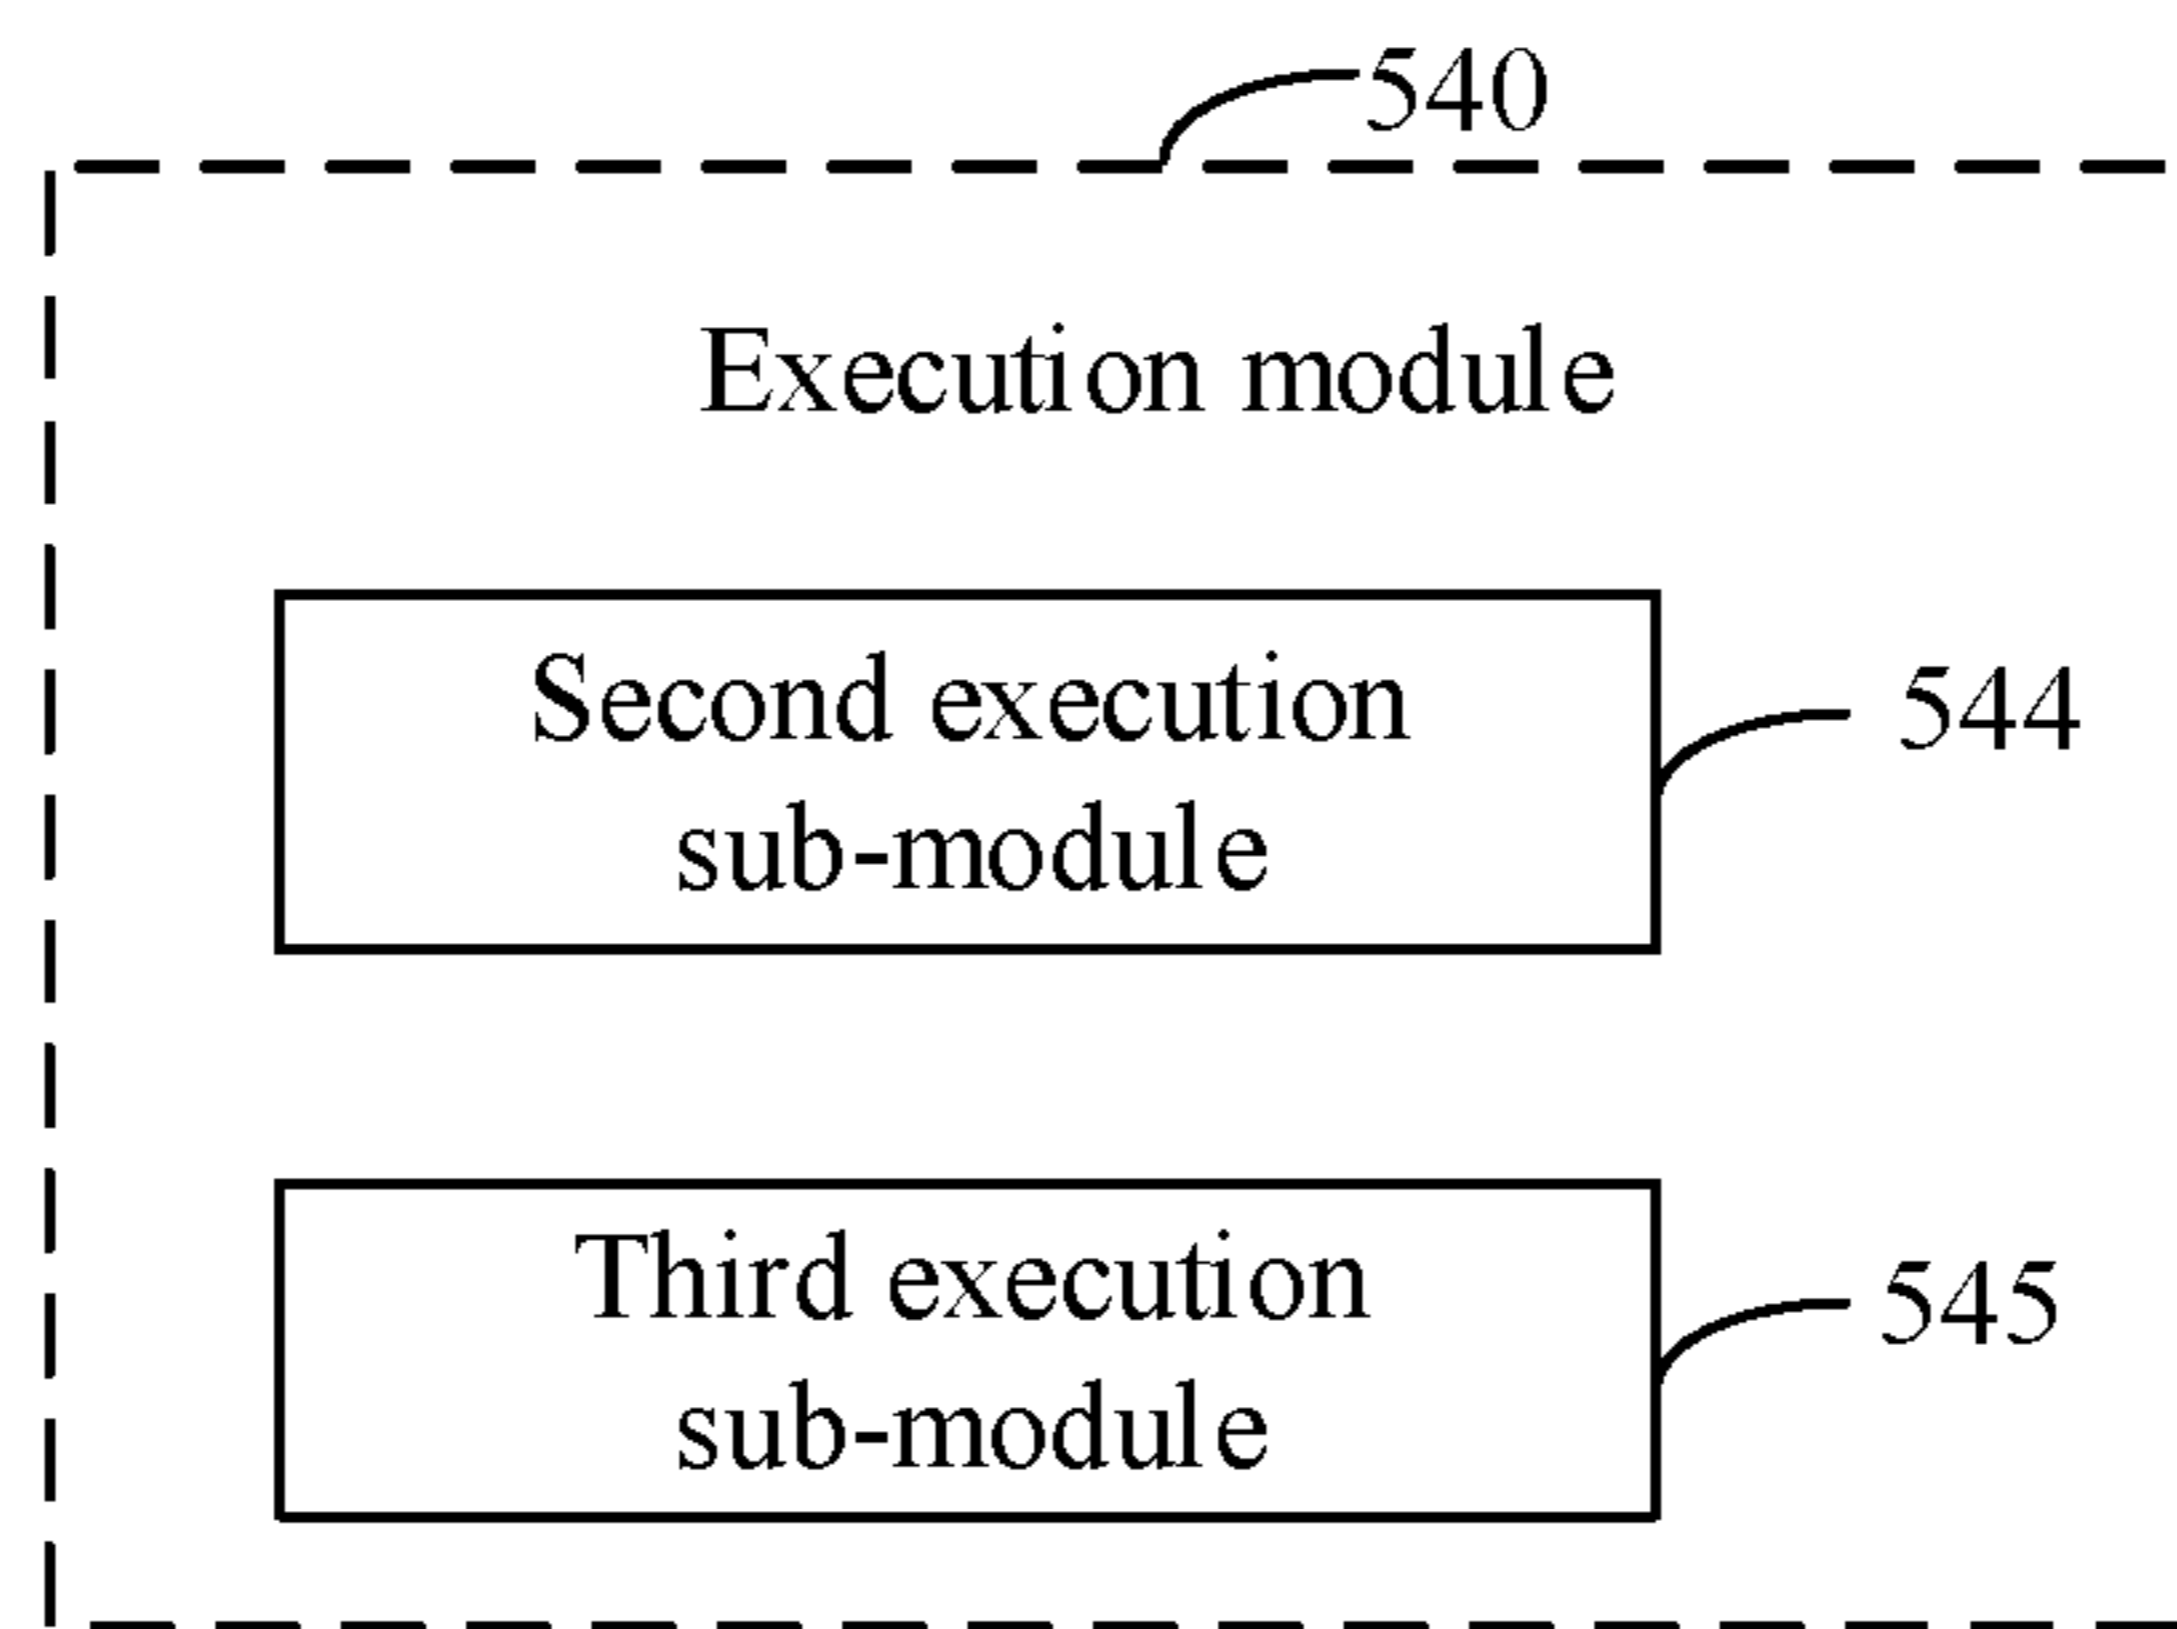 540
Execution module
Second execution
sub-module
544
Third execution
sub-module
545